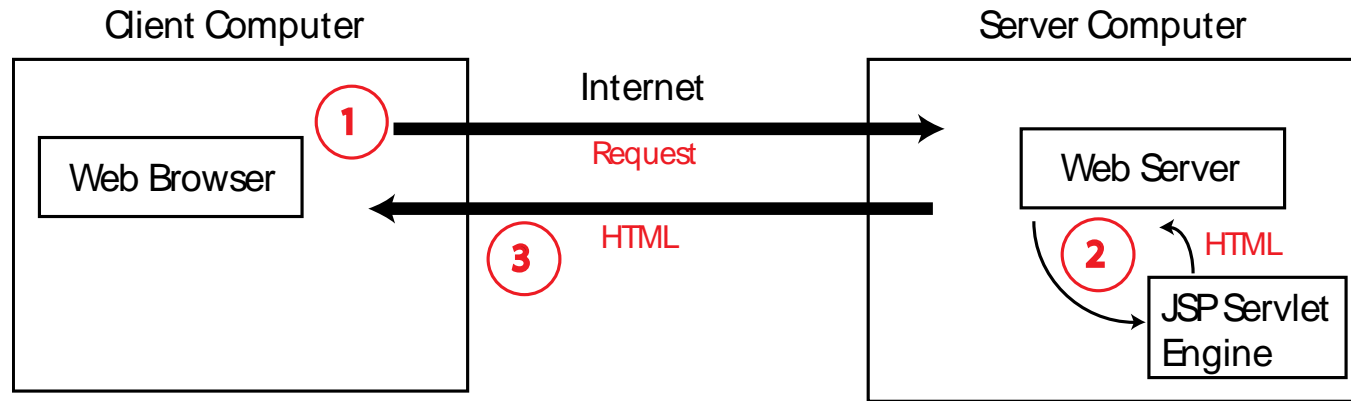 Client Computer
Server Computer
Internet
1
Request
Web Browser
Web Server
3
HTML
2
HTML
JSP Servlet
Engine